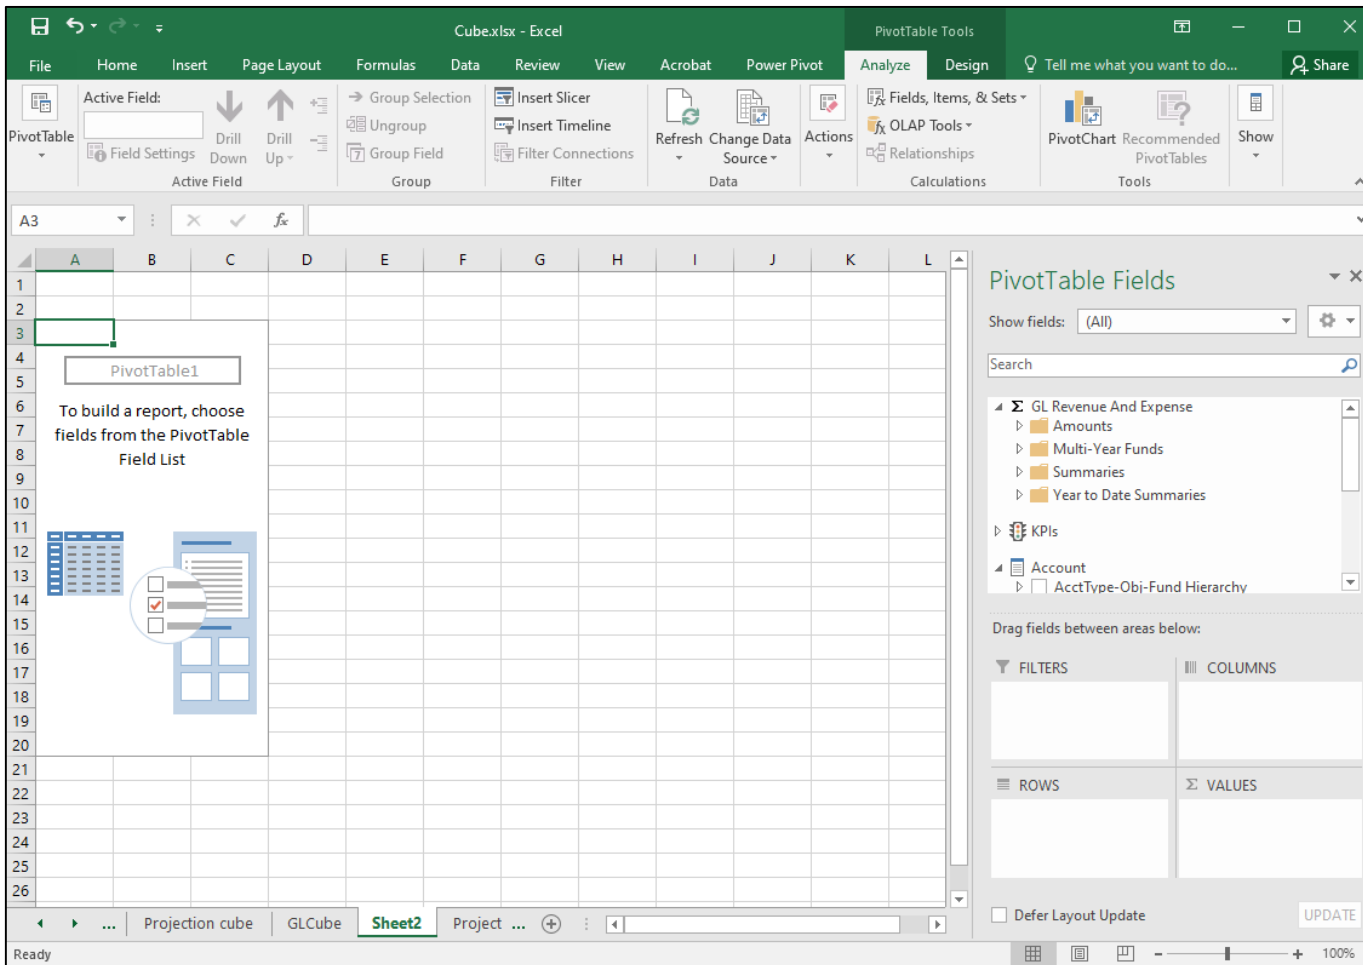 Cube.xlsx - Excel
PivotTable Tools
File Home Insert Page Layout Formulas Data Review View Acrobat Power Pivot Analyze Design Tell me what you want to do... Share
PivotTable
Active Field:
Field Settings
Drill Down
Drill Up
Active Field
Group Selection
Ungroup
7 Group Field
Group
Insert Slicer
Insert Timeline
Filter Connections
Filter
Refresh
Change Data Source
Data
Actions
fx Fields, Items, & Sets
fx OLAP Tools
Relationships
Calculations
PivotChart
? Recommended PivotTables
Tools
Show
A3
fx
A B C D E F G H I J K L
1
2
3
4
5
6
7
8
9
10
11
12
13
14
15
16
17
18
19
20
21
22
23
24
25
26
PivotTable1
To build a report, choose
fields from the PivotTable
Field List
PivotTable Fields
Show fields: (All)
Search
Σ GL Revenue And Expense
Amounts
Multi-Year Funds
Summaries
Year to Date Summaries
KPIs
Account
AcctType-Obj-Fund Hierarchy
Drag fields between areas below:
FILTERS
COLUMNS
ROWS
Σ VALUES
Defer Layout Update
UPDATE
... Projection cube GLCube Sheet2 Project ...
Ready
100%